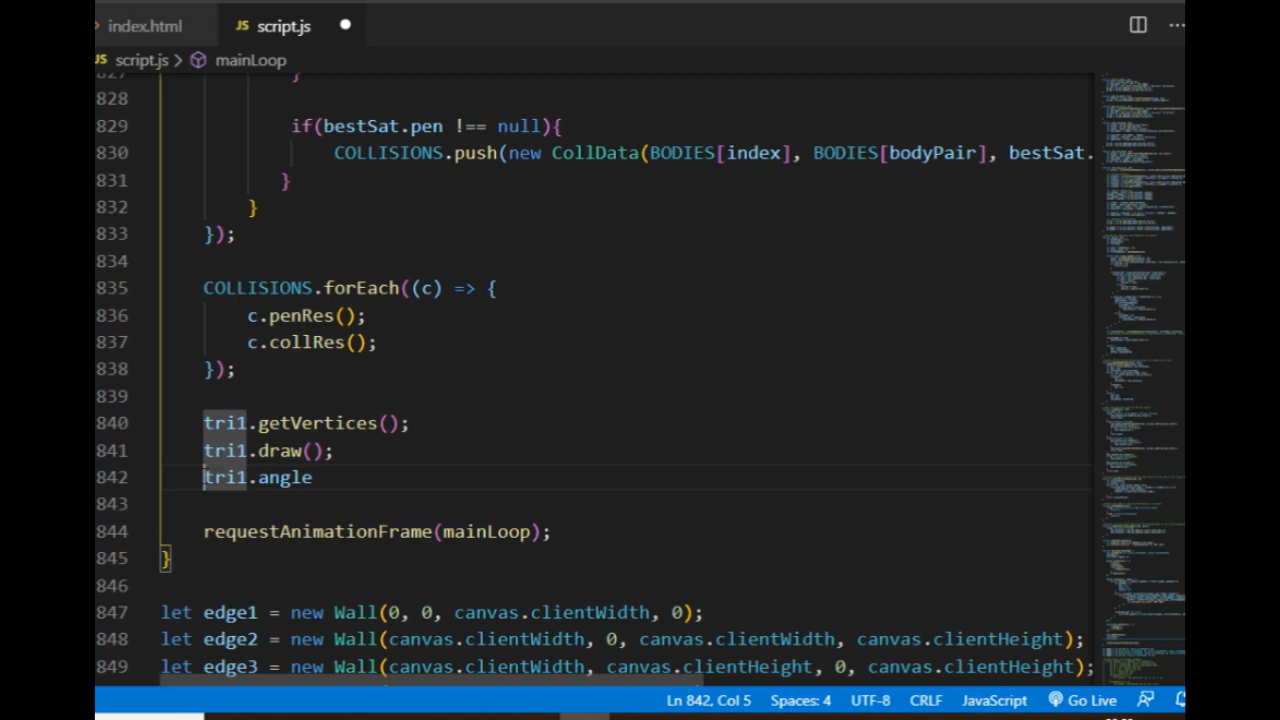 index.html
JS script.js
JS script.js > mainLoop
827 }
828
829 if(bestSat.pen !== null){
830 COLLISIONS.push(new CollData(BODIES[index], BODIES[bodyPair], bestSat.
831 }
832 }
833 });
834
835 COLLISIONS.forEach((c) => {
836 c.penRes();
837 c.collRes();
838 });
839
840 tri1.getVertices();
841 tri1.draw();
842 tri1.angle
843
844 requestAnimationFrame(mainLoop);
845 }
846
847 let edge1 = new Wall(0, 0, canvas.clientWidth, 0);
848 let edge2 = new Wall(canvas.clientWidth, 0, canvas.clientWidth, canvas.clientHeight);
849 let edge3 = new Wall(canvas.clientWidth, canvas.clientHeight, 0, canvas.clientHeight);
Ln 842, Col 5 Spaces: 4 UTF-8 CRLF JavaScript Go Live